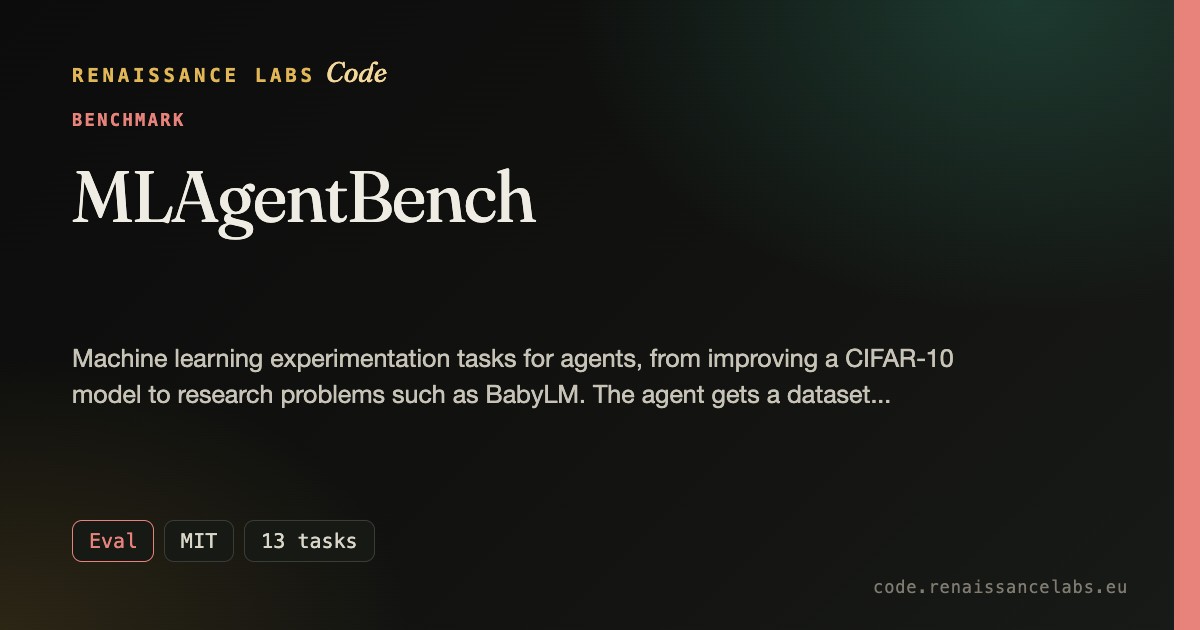 RENAISSANCE LABS Code
BENCHMARK
MLAgentBench
Machine learning experimentation tasks for agents, from improving a CIFAR-10
model to research problems such as BabyLM. The agent gets a dataset...
Eval MIT 13 tasks
code.renaissancelabs.eu